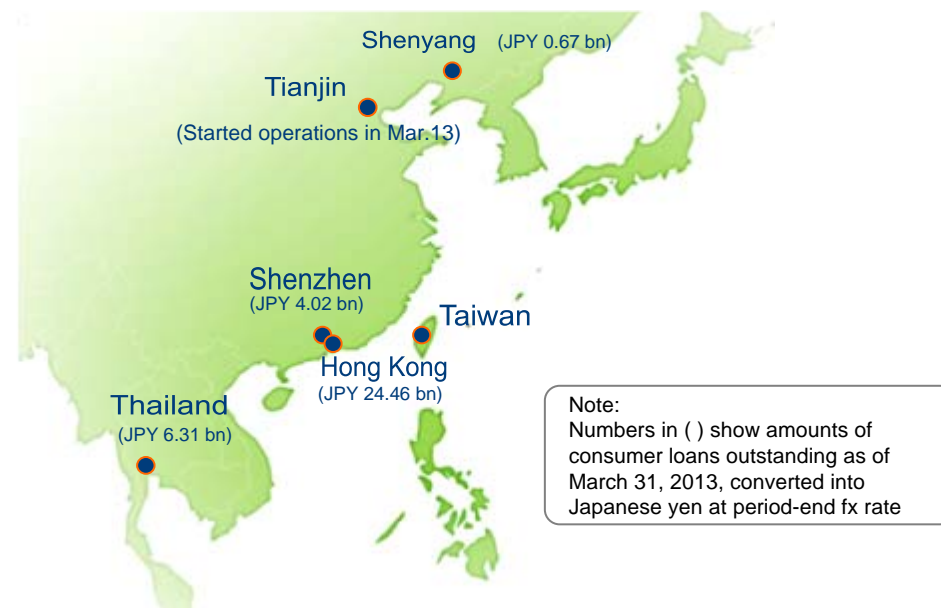 Shenyang (JPY 0.67 bn)
Tianjin
(Started operations in Mar.13)
Shenzhen
(JPY 4.02 bn)
Taiwan
Hong Kong
(JPY 24.46 bn)
Thailand
(JPY 6.31 bn)
Note:
Numbers in ( ) show amounts of
consumer loans outstanding as of
March 31, 2013, converted into
Japanese yen at period-end fx rate